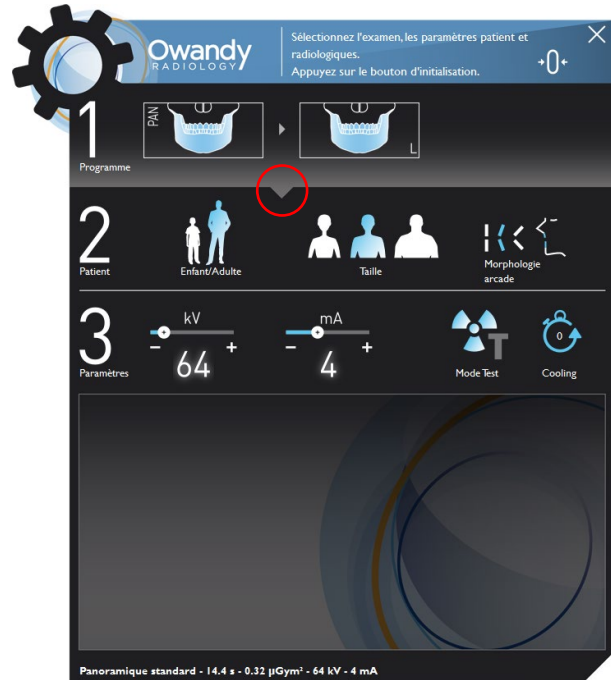 Owandy
RADIOLOGY
Sélectionnez l'examen, les paramètres patient et
radiologiques.
Appuyez sur le bouton d'initialisation.
0
1
Programme
PAN
L
2
Patient
Enfant/Adulte
Taille
Morphologie
arcade
3
Paramètres
kV
- +
64
mA
- +
4
T
Mode Test
0
Cooling
Panoramique standard - 14.4 s - 0.32 µGym² - 64 kV - 4 mA